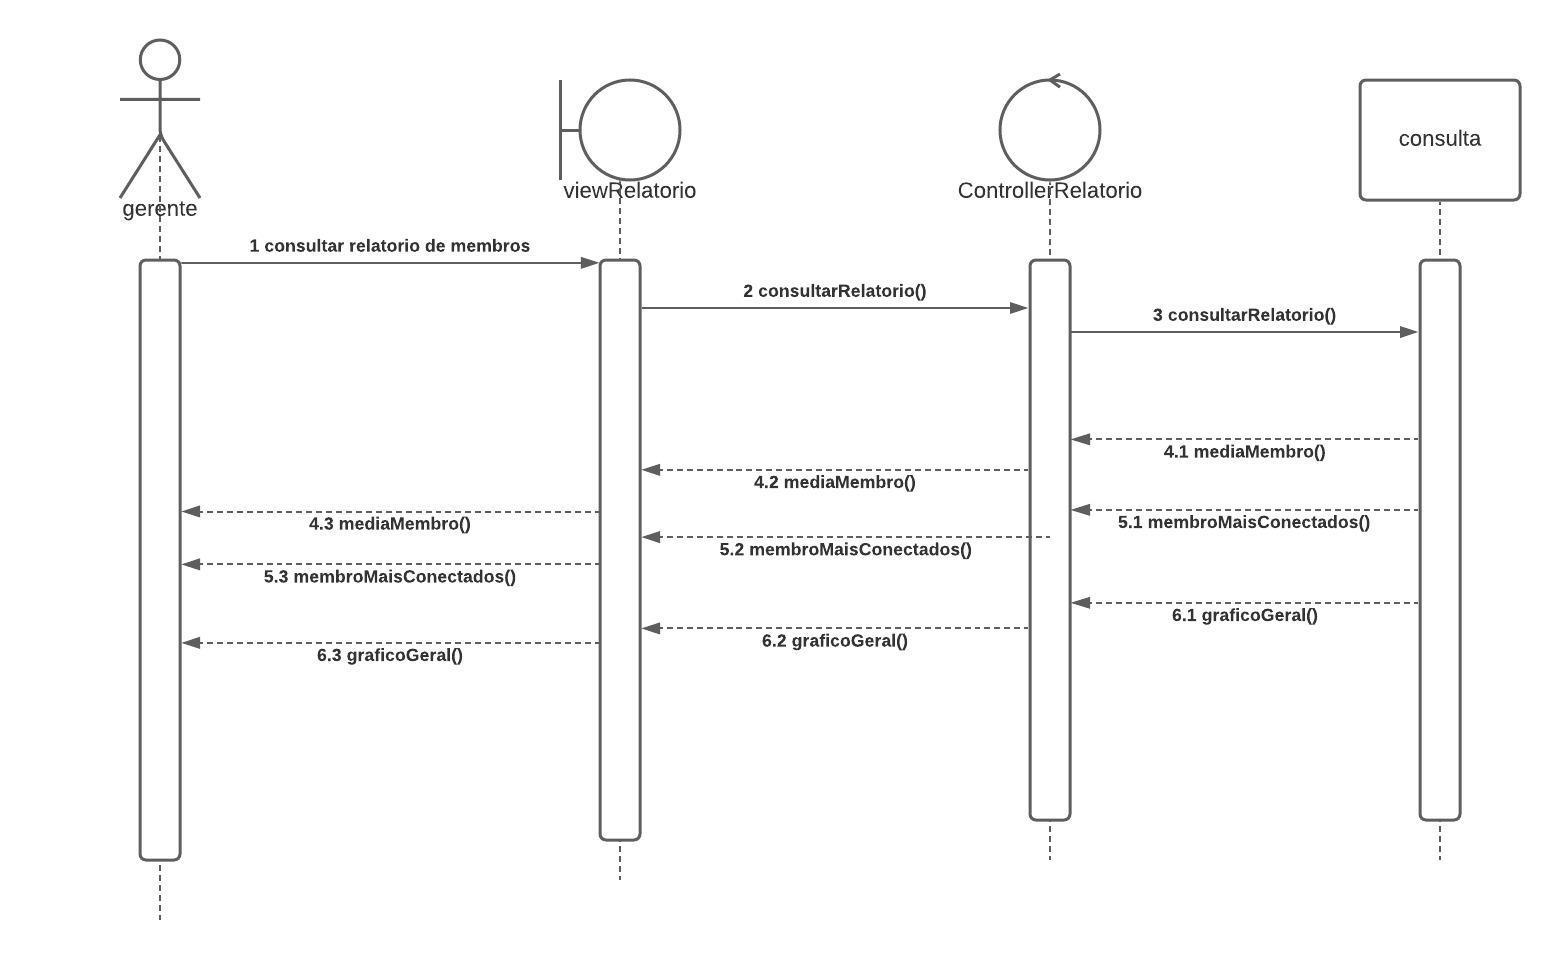 gerente
viewRelatorio
ControllerRelatorio
consulta
1 consultar relatorio de membros
2 consultarRelatorio()
3 consultarRelatorio()
4.1 mediaMembro()
4.2 mediaMembro()
4.3 mediaMembro()
5.1 membroMaisConectados()
5.2 membroMaisConectados()
5.3 membroMaisConectados()
6.1 graficoGeral()
6.2 graficoGeral()
6.3 graficoGeral()